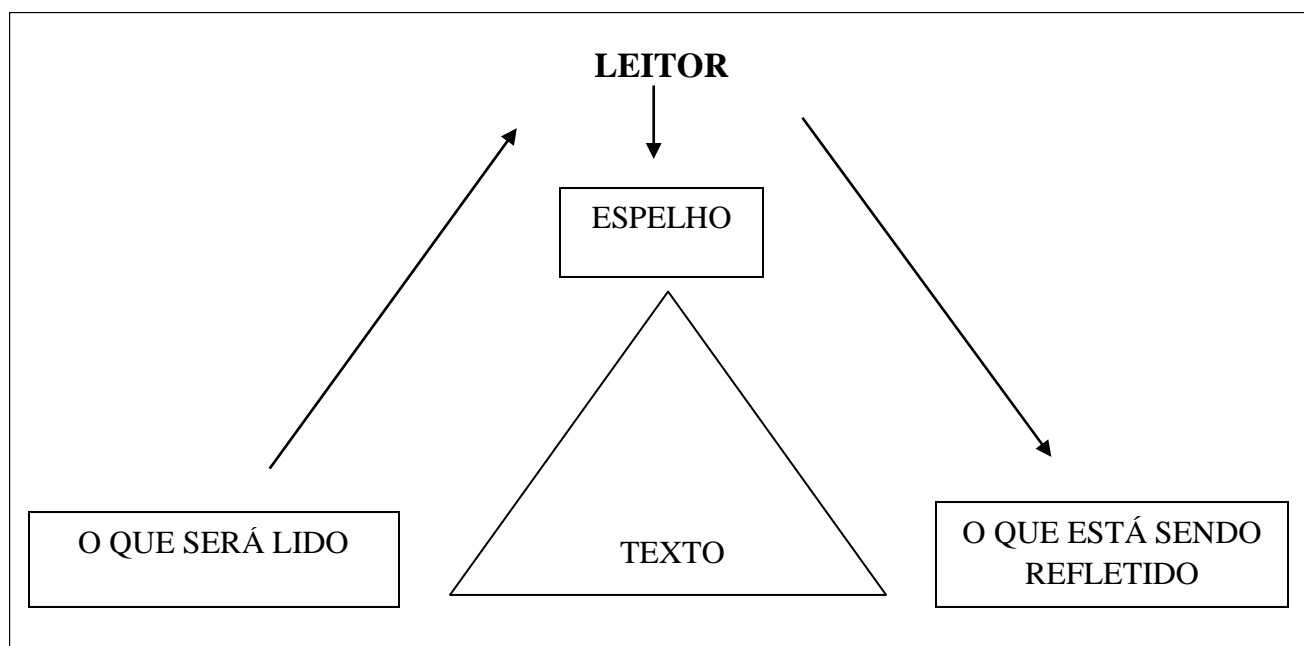 LEITOR
ESPELHO
O QUE SERÁ LIDO
TEXTO
O QUE ESTÁ SENDO
REFLETIDO